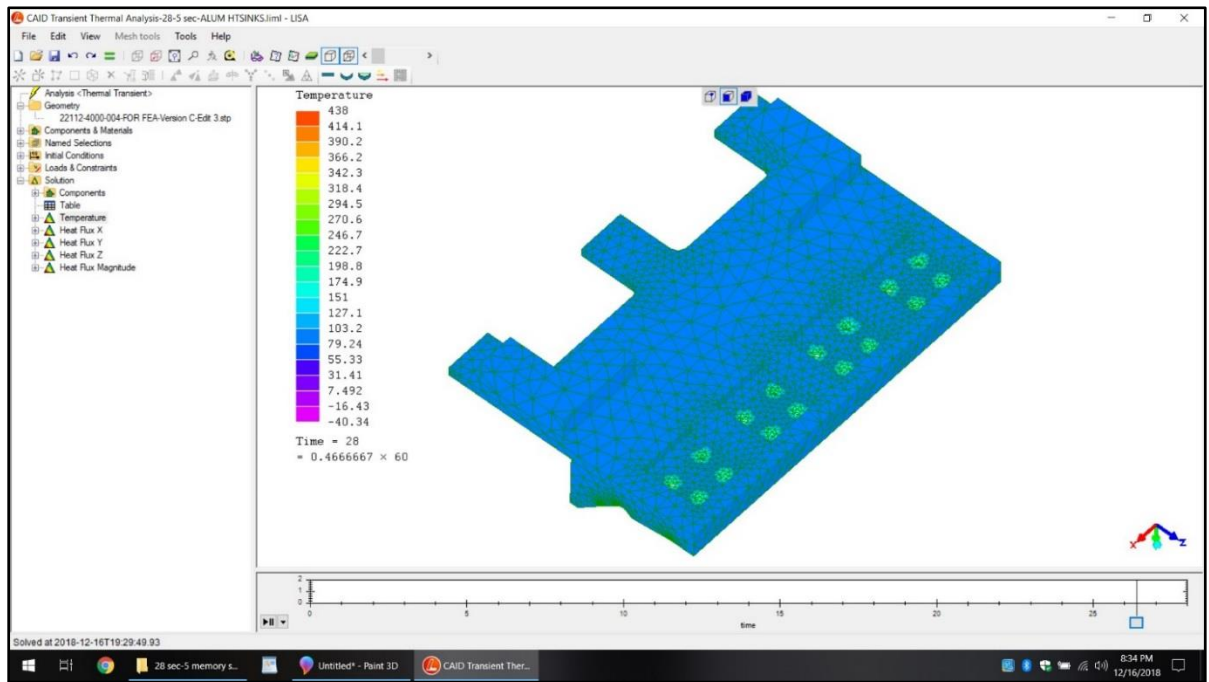 CAID Transient Thermal Analysis-28-5 sec-ALUM HTSINKS.liml - LISA
File Edit View Mesh tools Tools Help
Analysis <Thermal Transient>
Geometry
22112-4000-004-FOR FEA-Version C-Edit 3.stp
Components & Materials
Named Selections
Initial Conditions
Loads & Constraints
Solution
Components
Table
Temperature
Heat Flux X
Heat Flux Y
Heat Flux Z
Heat Flux Magnitude
Temperature
438
414.1
390.2
366.2
342.3
318.4
294.5
270.6
246.7
222.7
198.8
174.9
151
127.1
103.2
79.24
55.33
31.41
7.492
-16.43
-40.34
Time = 28
= 0.4666667 × 60
x
z
2
1
0
0 5 10 15 20 25
time
Solved at 2018-12-16T19:29:49.93
28 sec-5 memory s...
Untitled* - Paint 3D
CAID Transient Ther...
8:34 PM
12/16/2018